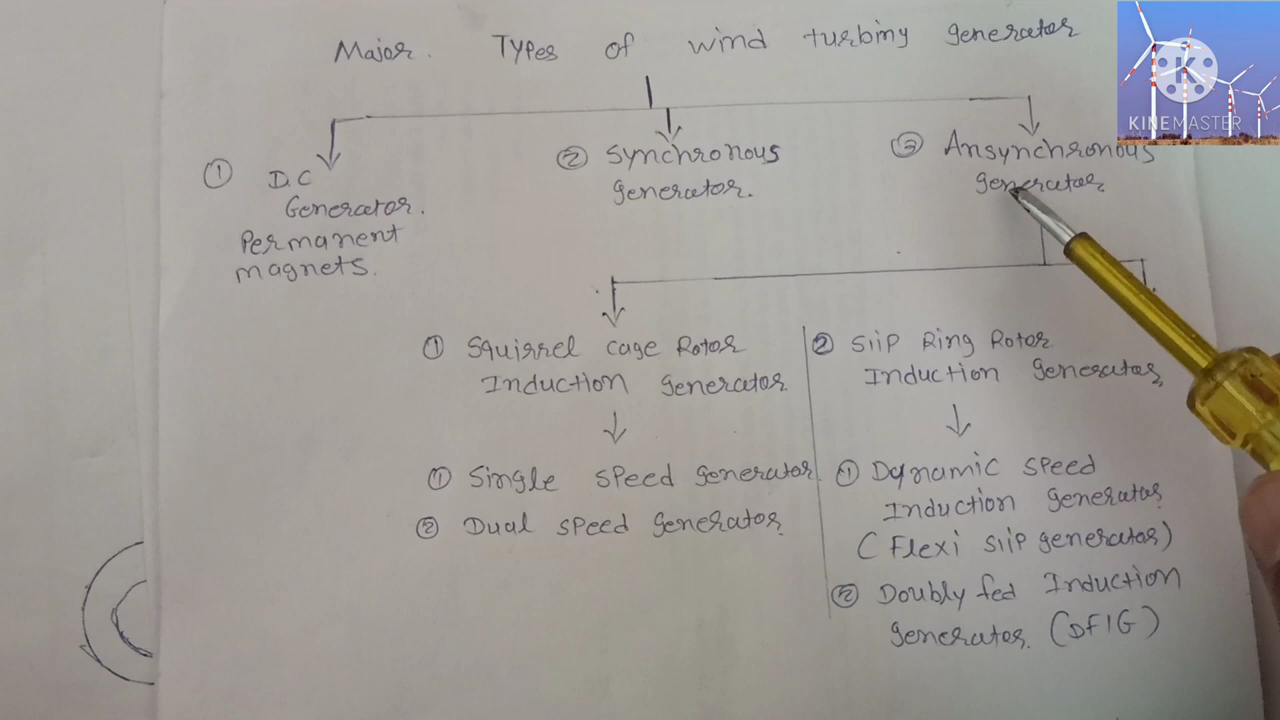 Major. Types of wind turbiny generator
① D.C
Generator.
Permanent
magnets.
② Synchronous
generator.
③ Ansynchronous
generator
① Squirrel cage Rotor
Induction generator
① Single speed generator.
② Dual speed generator
② Slip Ring Rotor
Induction generator
① Dynamic speed
Induction generator
(Flexi slip generator)
② Doubly fed Induction
generator. (DFIG)
K
KINEMASTER